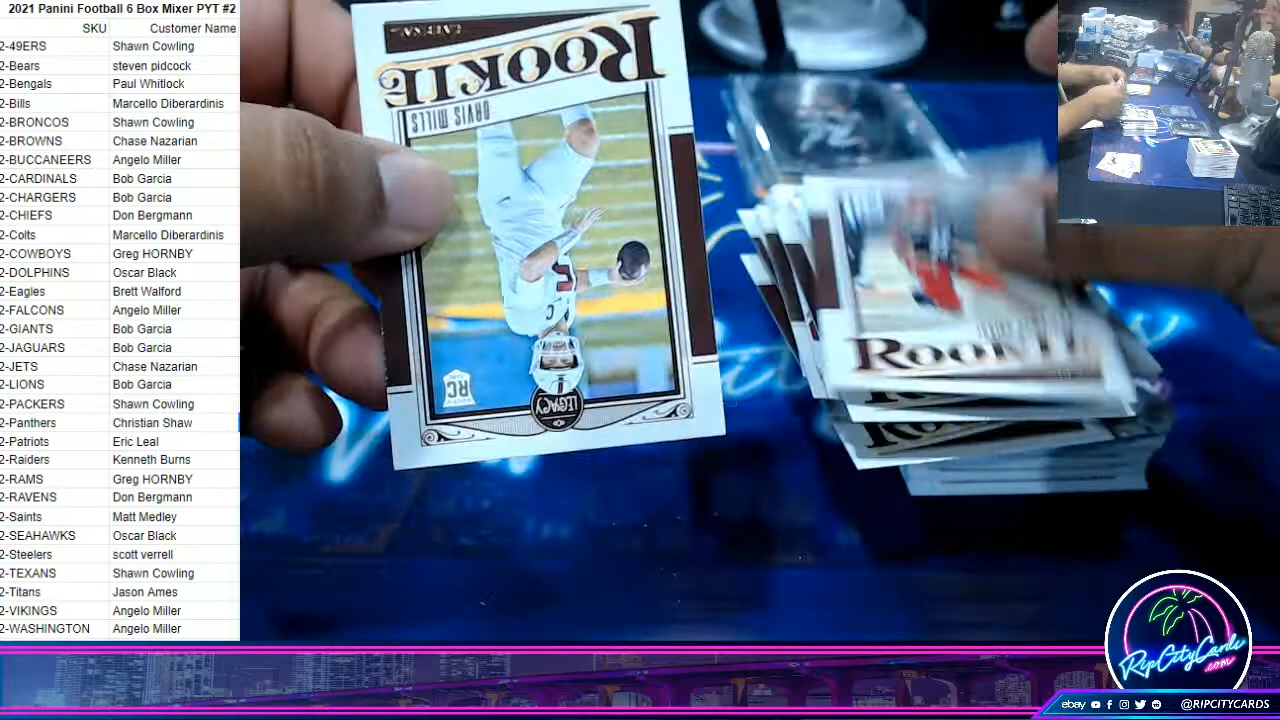 2021 Panini Football 6 Box Mixer PYT #2
SKU Customer Name
2-49ERS Shawn Cowling
2-Bears steven pidcock
2-Bengals Paul Whitlock
2-Bills Marcello Diberardinis
2-BRONCOS Shawn Cowling
2-BROWNS Chase Nazarian
2-BUCCANEERS Angelo Miller
2-CARDINALS Bob Garcia
2-CHARGERS Bob Garcia
2-CHIEFS Don Bergmann
2-Colts Marcello Diberardinis
2-COWBOYS Greg HORNBY
2-DOLPHINS Oscar Black
2-Eagles Brett Walford
2-FALCONS Angelo Miller
2-GIANTS Bob Garcia
2-JAGUARS Bob Garcia
2-JETS Chase Nazarian
2-LIONS Bob Garcia
2-PACKERS Shawn Cowling
2-Panthers Christian Shaw
2-Patriots Eric Leal
2-Raiders Kenneth Burns
2-RAMS Greg HORNBY
2-RAVENS Don Bergmann
2-Saints Matt Medley
2-SEAHAWKS Oscar Black
2-Steelers scott verrell
2-TEXANS Shawn Cowling
2-Titans Jason Ames
2-VIKINGS Angelo Miller
2-WASHINGTON Angelo Miller
ROOKIE
DAVIS MILLS
RC
LEGACY
ROOKIE
RipCityCards
.com
ebay @RIPCITYCARDS